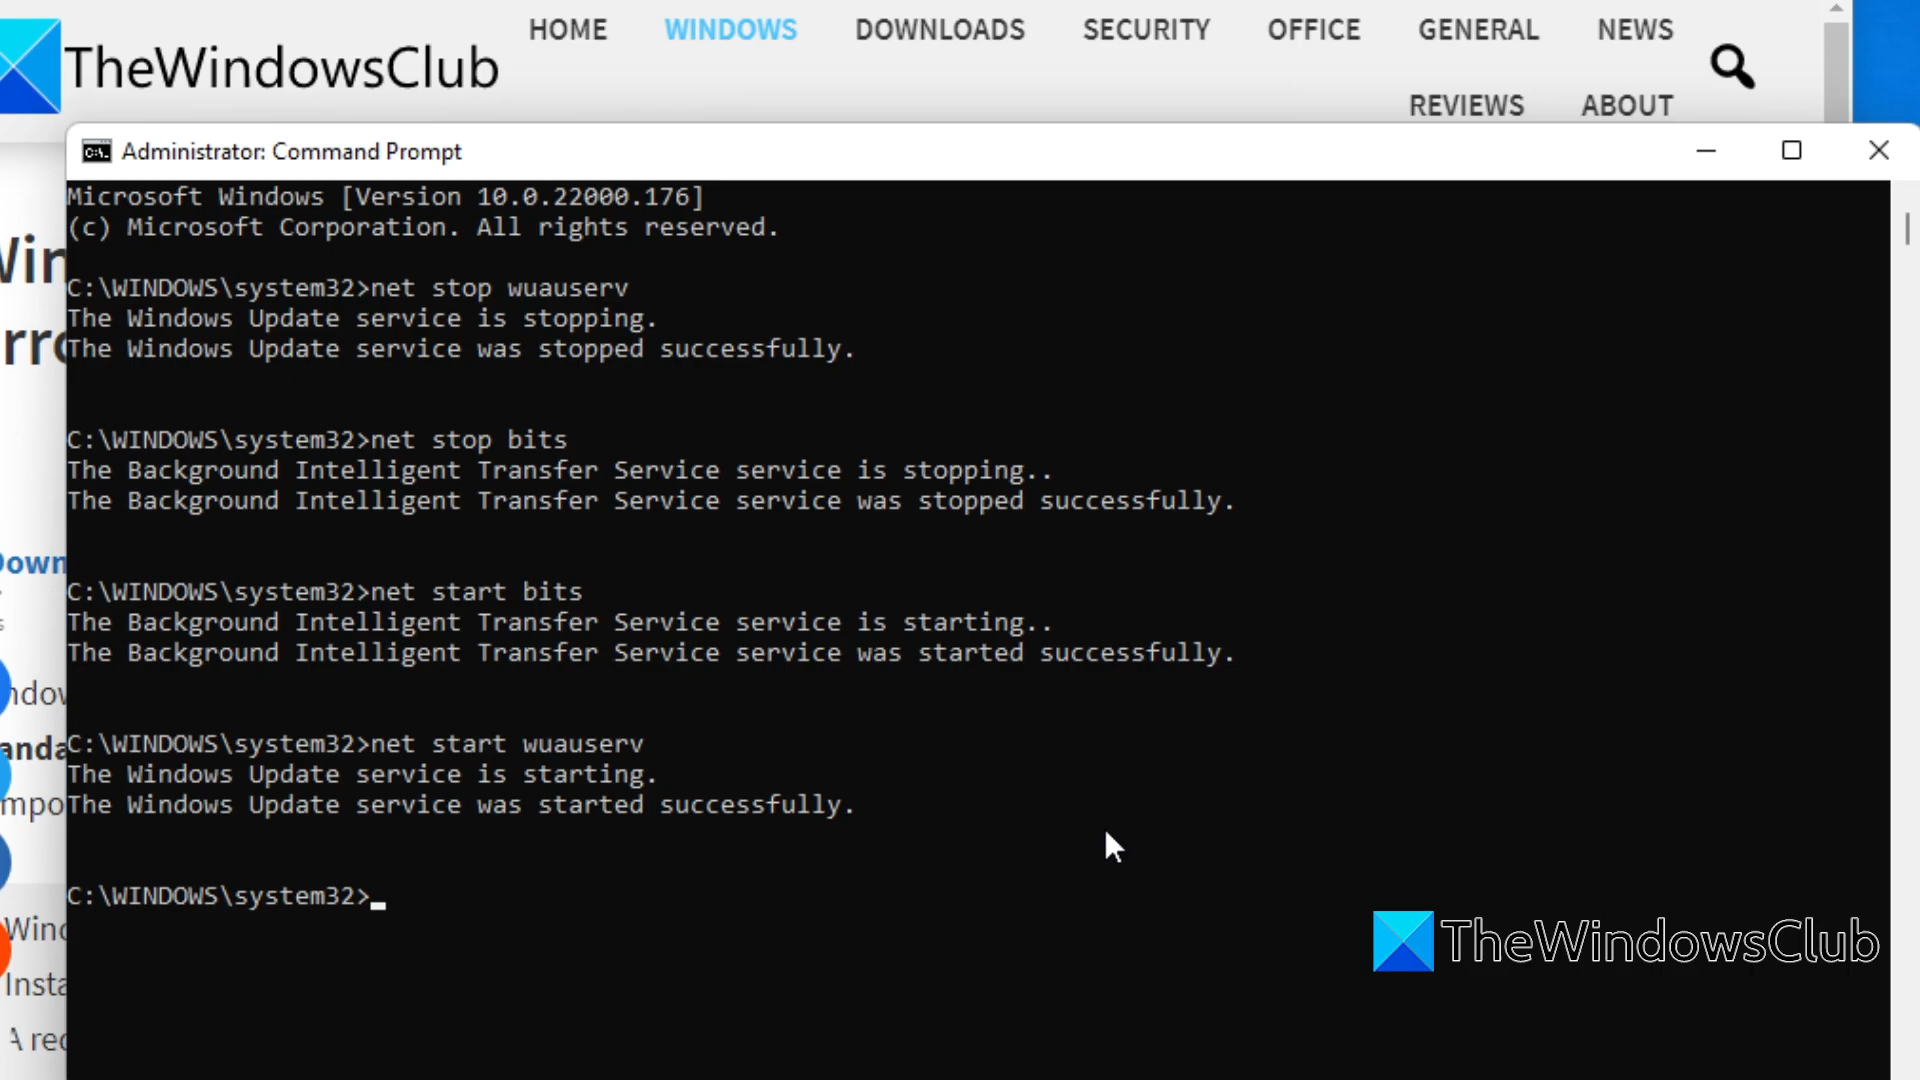 HOME WINDOWS DOWNLOADS SECURITY OFFICE GENERAL NEWS
TheWindowsClub
REVIEWS ABOUT
Administrator: Command Prompt
Microsoft Windows [Version 10.0.22000.176]
(c) Microsoft Corporation. All rights reserved.
C:\WINDOWS\system32>net stop wuauserv
The Windows Update service is stopping.
The Windows Update service was stopped successfully.
C:\WINDOWS\system32>net stop bits
The Background Intelligent Transfer Service service is stopping..
The Background Intelligent Transfer Service service was stopped successfully.
C:\WINDOWS\system32>net start bits
The Background Intelligent Transfer Service service is starting..
The Background Intelligent Transfer Service service was started successfully.
C:\WINDOWS\system32>net start wuauserv
The Windows Update service is starting.
The Windows Update service was started successfully.
C:\WINDOWS\system32>
TheWindowsClub